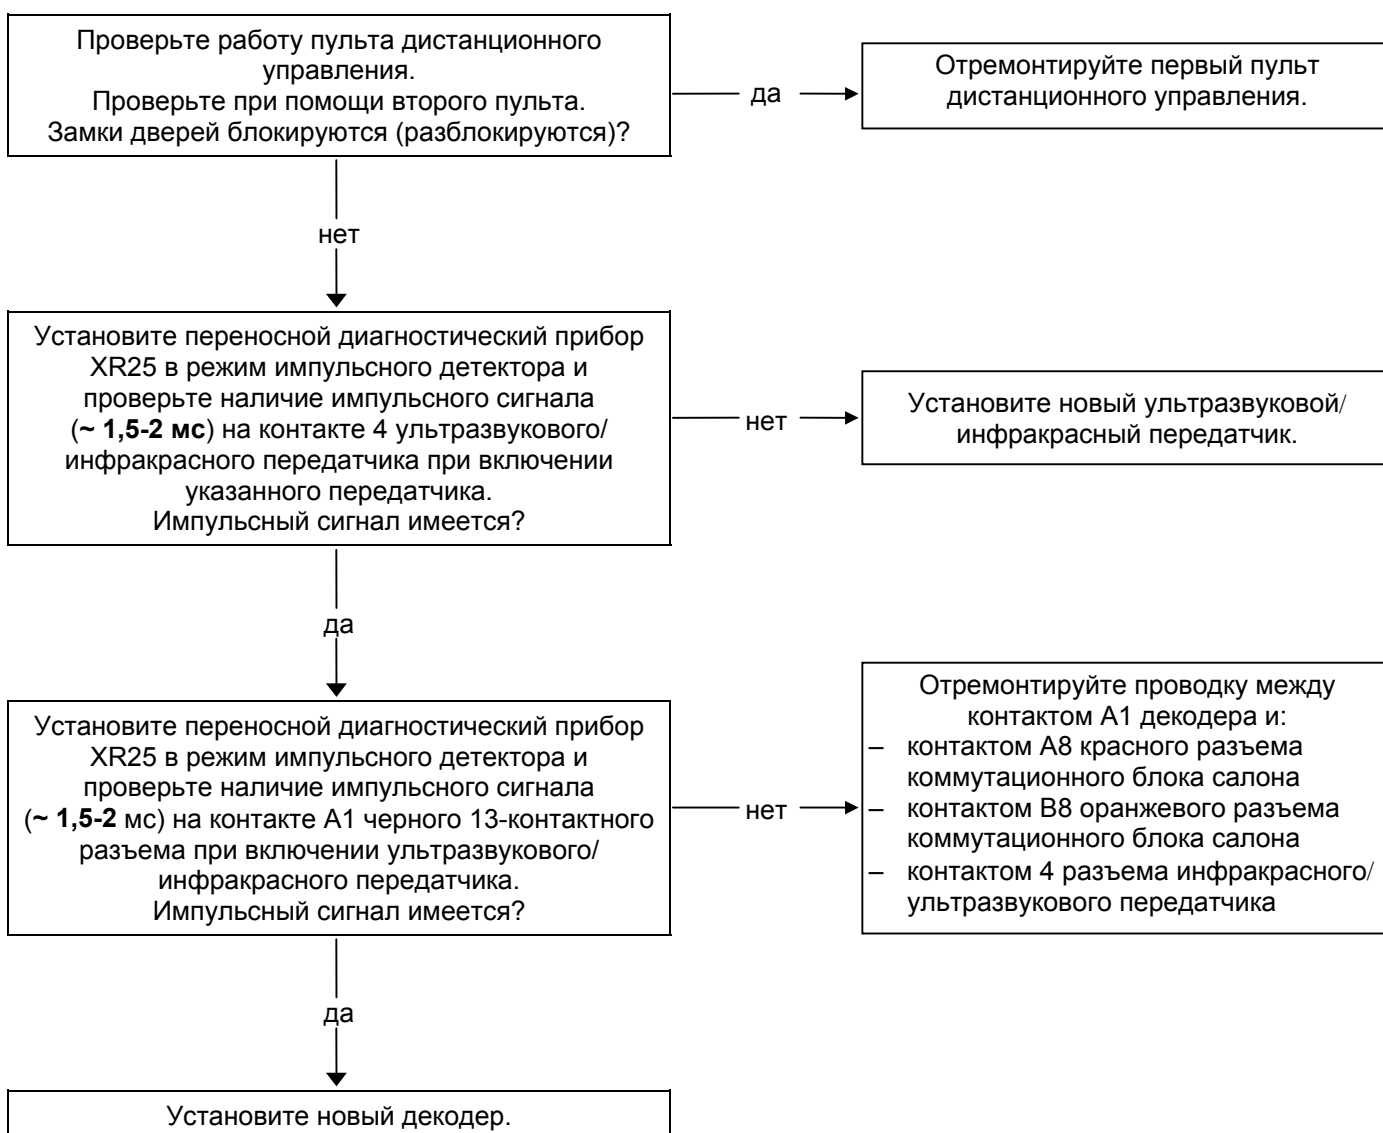 Проверьте работу пульта дистанционного
управления.
Проверьте при помощи второго пульта.
Замки дверей блокируются (разблокируются)?
да
Отремонтируйте первый пульт
дистанционного управления.
нет
Установите переносной диагностический прибор
XR25 в режим импульсного детектора и
проверьте наличие импульсного сигнала
(~ 1,5-2 мс) на контакте 4 ультразвукового/
инфракрасного передатчика при включении
указанного передатчика.
Импульсный сигнал имеется?
нет
Установите новый ультразвуковой/
инфракрасный передатчик.
да
Установите переносной диагностический прибор
XR25 в режим импульсного детектора и
проверьте наличие импульсного сигнала
(~ 1,5-2 мс) на контакте А1 черного 13-контактного
разъема при включении ультразвукового/
инфракрасного передатчика.
Импульсный сигнал имеется?
нет
Отремонтируйте проводку между
контактом А1 декодера и:
– контактом А8 красного разъема
коммутационного блока салона
– контактом В8 оранжевого разъема
коммутационного блока салона
– контактом 4 разъема инфракрасного/
ультразвукового передатчика
да
Установите новый декодер.